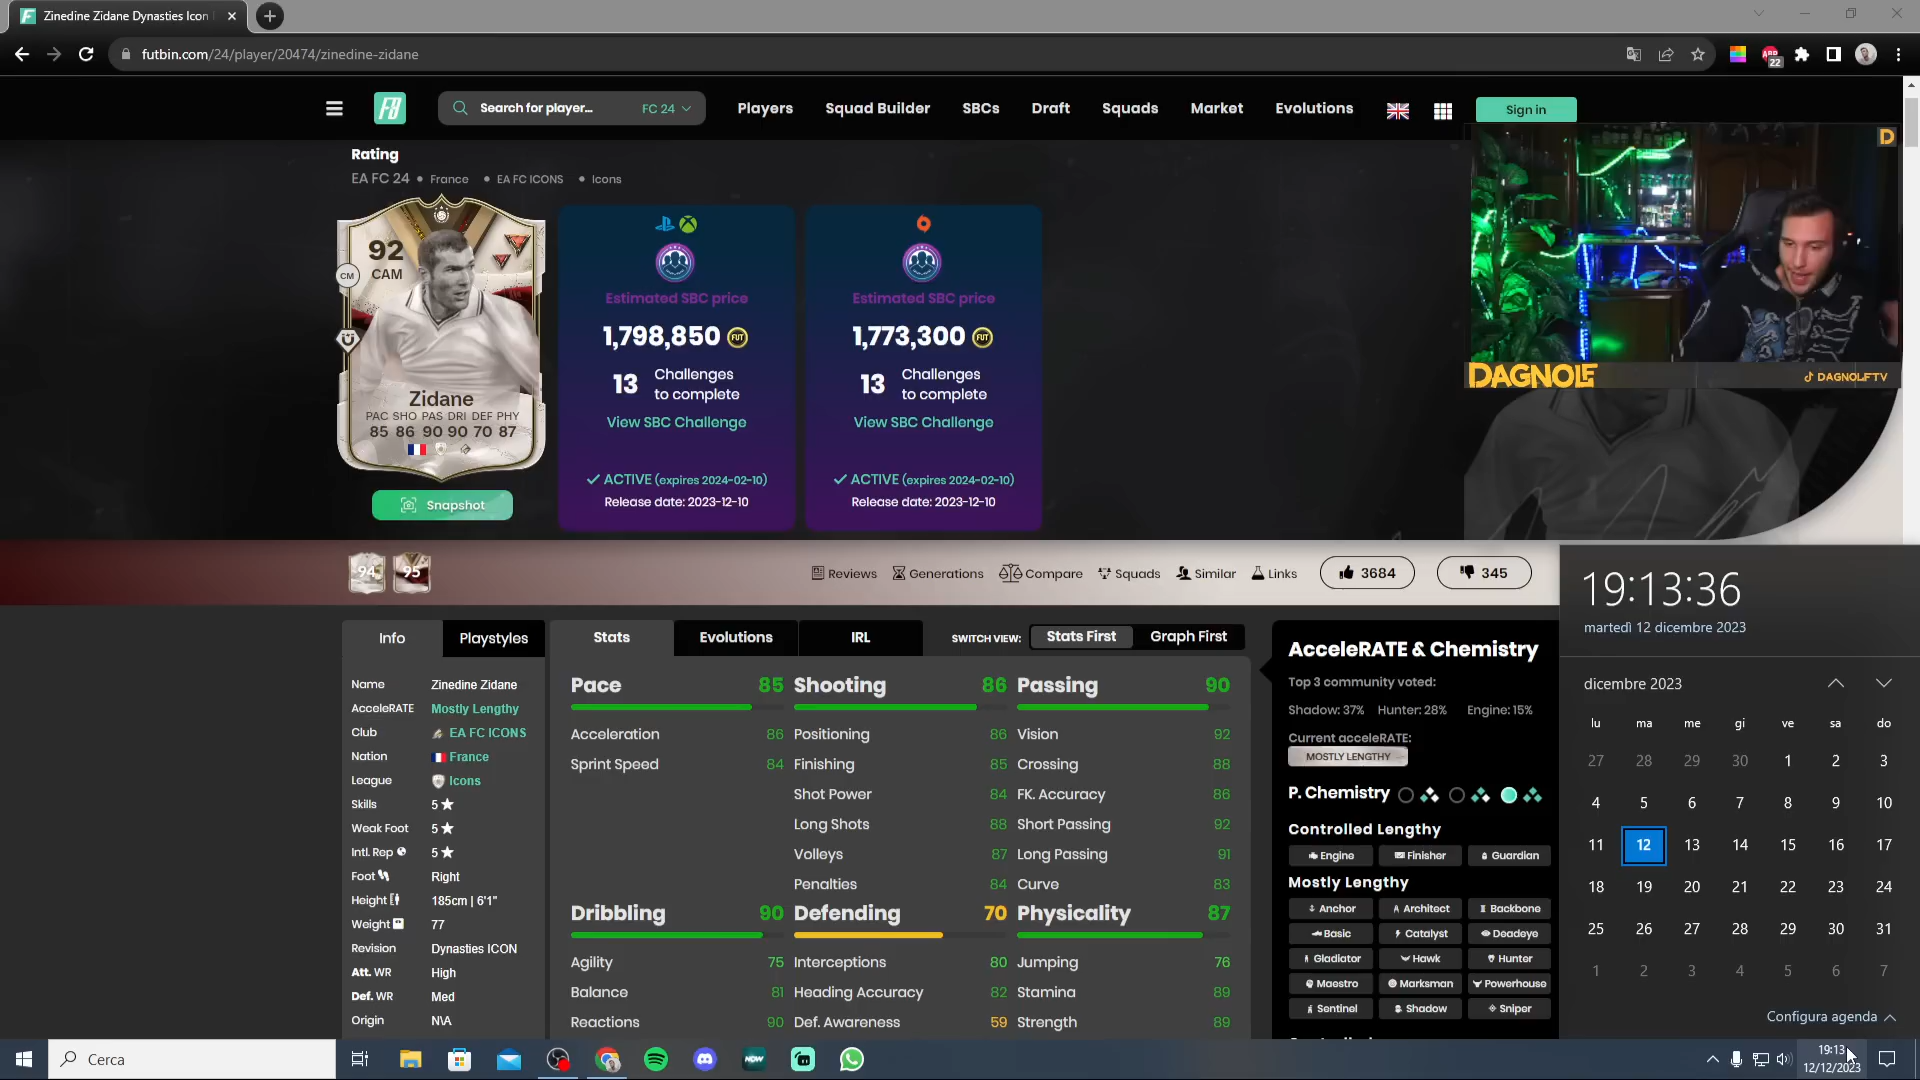 Zinedine Zidane Dynasties Icon
futbin.com/24/player/20474/zinedine-zidane
22
Search for player...
FC 24
Players
Squad Builder
SBCs
Draft
Squads
Market
Evolutions
Sign in
Rating
EA FC 24 • France • EA FC ICONS • Icons
92
CAM
CM
Zidane
PAC SHO PAS DRI DEF PHY
85 86 90 90 70 87
Snapshot
Estimated SBC price
1,798,850
FUT
13 Challenges to complete
View SBC Challenge
ACTIVE (expires 2024-02-10)
Release date: 2023-12-10
Estimated SBC price
1,773,300
FUT
13 Challenges to complete
View SBC Challenge
ACTIVE (expires 2024-02-10)
Release date: 2023-12-10
D
DAGNOLF
DAGNOLFTV
94
95
Reviews
Generations
Compare
Squads
Similar
Links
3684
345
19:13:36
martedì 12 dicembre 2023
dicembre 2023
lu ma me gi ve sa do
27 28 29 30 1 2 3
4 5 6 7 8 9 10
11 12 13 14 15 16 17
18 19 20 21 22 23 24
25 26 27 28 29 30 31
1 2 3 4 5 6 7
Configura agenda
Info
Playstyles
Name Zinedine Zidane
AcceleRATE Mostly Lengthy
Club EA FC ICONS
Nation France
League Icons
Skills 5
Weak Foot 5
Intl. Rep 5
Foot Right
Height 185cm | 6'1"
Weight 77
Revision Dynasties ICON
Att. WR High
Def. WR Med
Origin N\A
Stats
Evolutions
IRL
SWITCH VIEW:
Stats First
Graph First
Pace 85
Acceleration 86
Sprint Speed 84
Shooting 86
Positioning 86
Finishing 85
Shot Power 84
Long Shots 88
Volleys 87
Penalties 84
Passing 90
Vision 92
Crossing 88
FK. Accuracy 86
Short Passing 92
Long Passing 91
Curve 83
Dribbling 90
Agility 75
Balance 81
Reactions 90
Defending 70
Interceptions 80
Heading Accuracy 82
Def. Awareness 59
Physicality 87
Jumping 76
Stamina 89
Strength 89
AcceleRATE & Chemistry
Top 3 community voted:
Shadow: 37% Hunter: 28% Engine: 15%
Current acceleRATE:
MOSTLY LENGTHY
P. Chemistry
Controlled Lengthy
Engine Finisher Guardian
Mostly Lengthy
Anchor Architect Backbone
Basic Catalyst Deadeye
Gladiator Hawk Hunter
Maestro Marksman Powerhouse
Sentinel Shadow Sniper
Cerca
NOW
19:13
12/12/2023